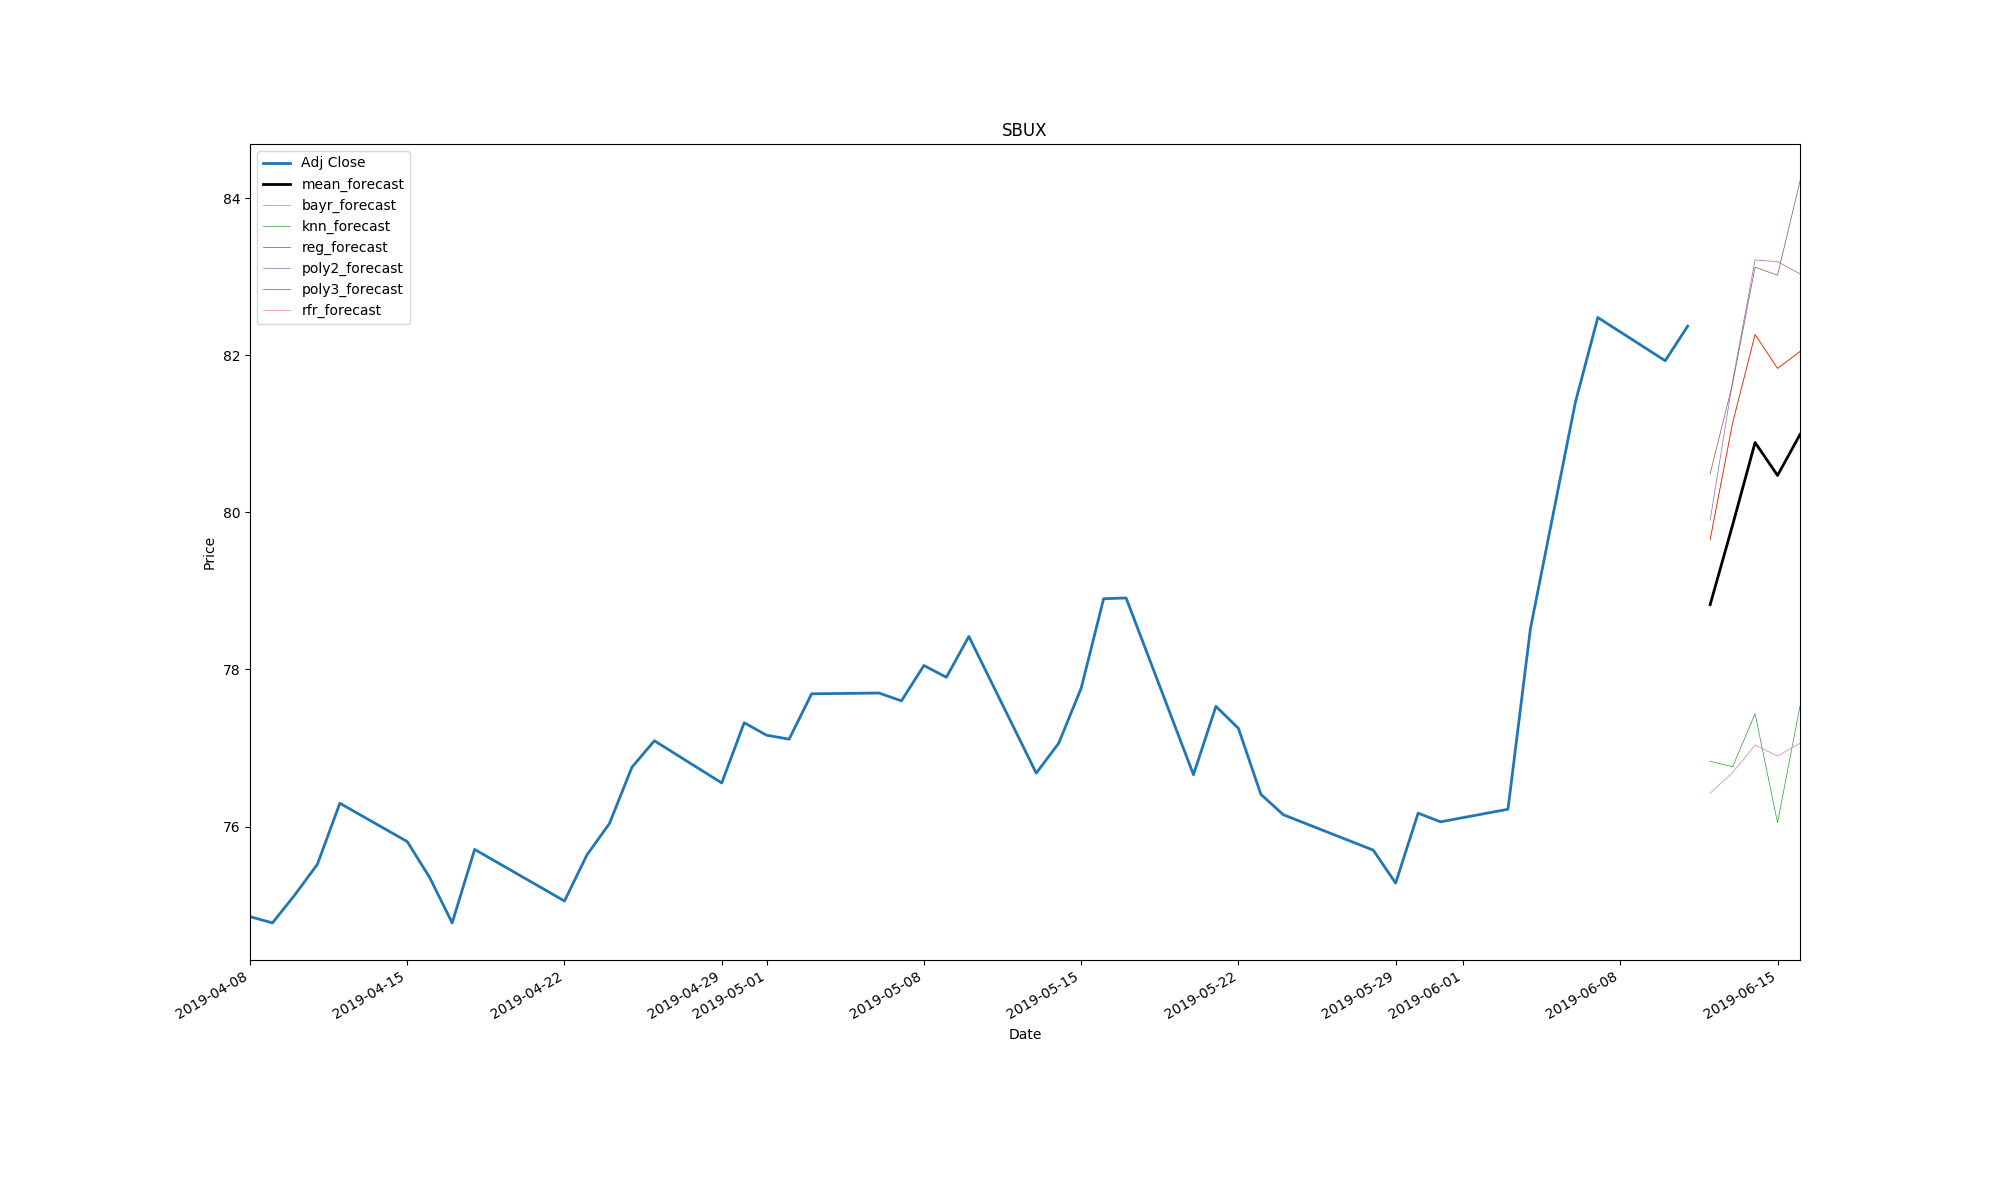 SBUX
Adj Close
mean_forecast
bayr_forecast
knn_forecast
reg_forecast
poly2_forecast
poly3_forecast
rfr_forecast
84
82
80
78
76
Price
2019-04-08
2019-04-15
2019-04-22
2019-04-29
2019-05-01
2019-05-08
2019-05-15
2019-05-22
2019-05-29
2019-06-01
2019-06-08
2019-06-15
Date